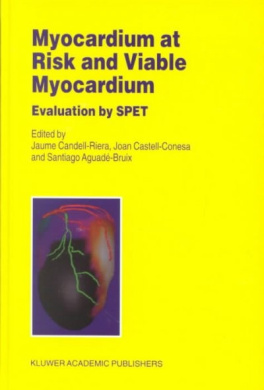 Myocardium at
Risk and Viable
Myocardium
Evaluation by SPET
Edited by
Jaume Candell-Riera, Joan Castell-Conesa
and Santiago Aguadé-Bruix
KLUWER ACADEMIC PUBLISHERS